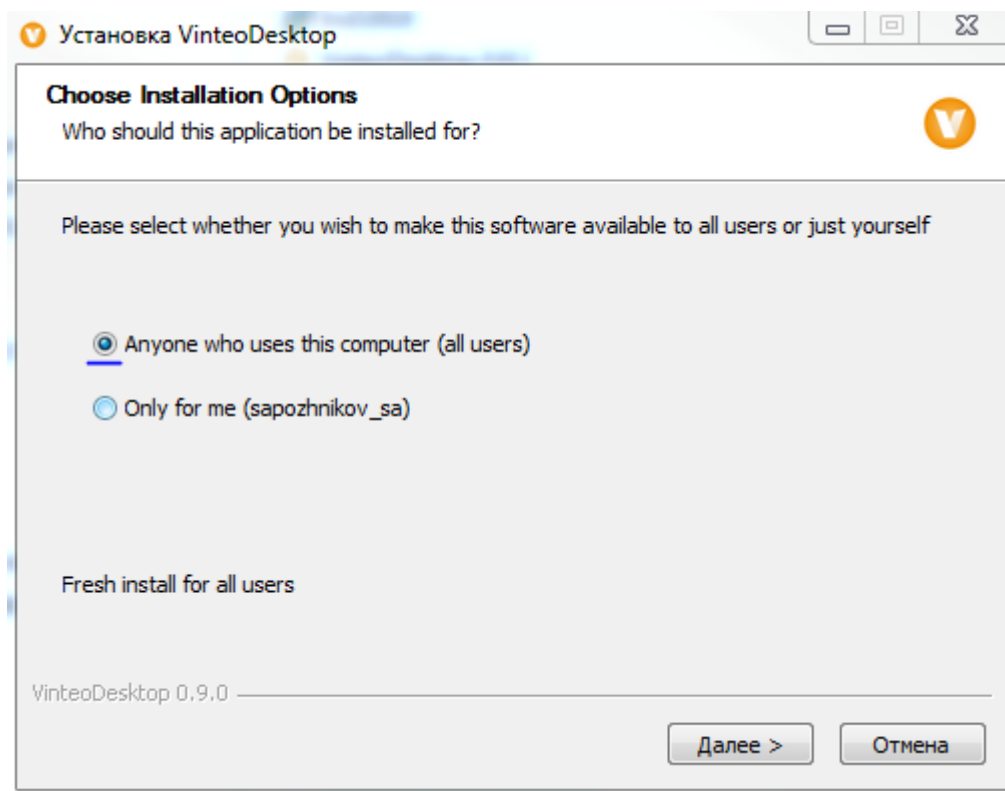 Установка VinteoDesktop
Choose Installation Options
Who should this application be installed for?
Please select whether you wish to make this software available to all users or just yourself
Anyone who uses this computer (all users)
Only for me (sapozhnikov_sa)
Fresh install for all users
VinteoDesktop 0.9.0
Далее > Отмена